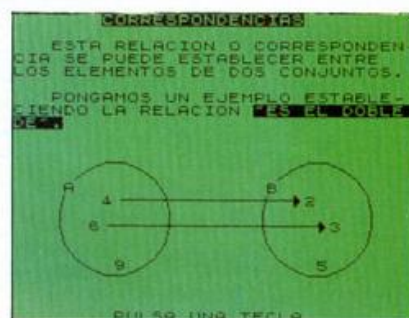 CORRESPONDENCIAS
ESTA RELACION O CORRESPONDEN
CIA SE PUEDE ESTABLECER ENTRE
LOS ELEMENTOS DE DOS CONJUNTOS.
PONGAMOS UN EJEMPLO ESTABLE-
CIENDO LA RELACION "ES EL DOBLE
DE".
A B
4 2
6 3
9 5
PULSA UNA TECLA